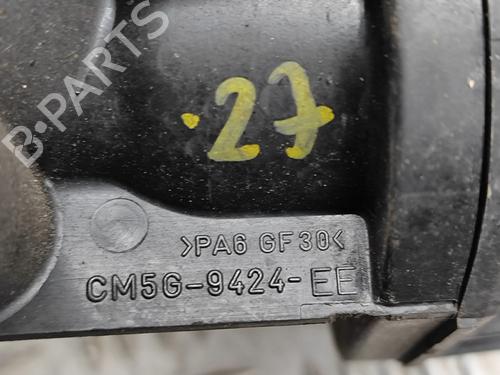 .27
>PA6 GF30<
CM5G-9424-EE
B-PARTS